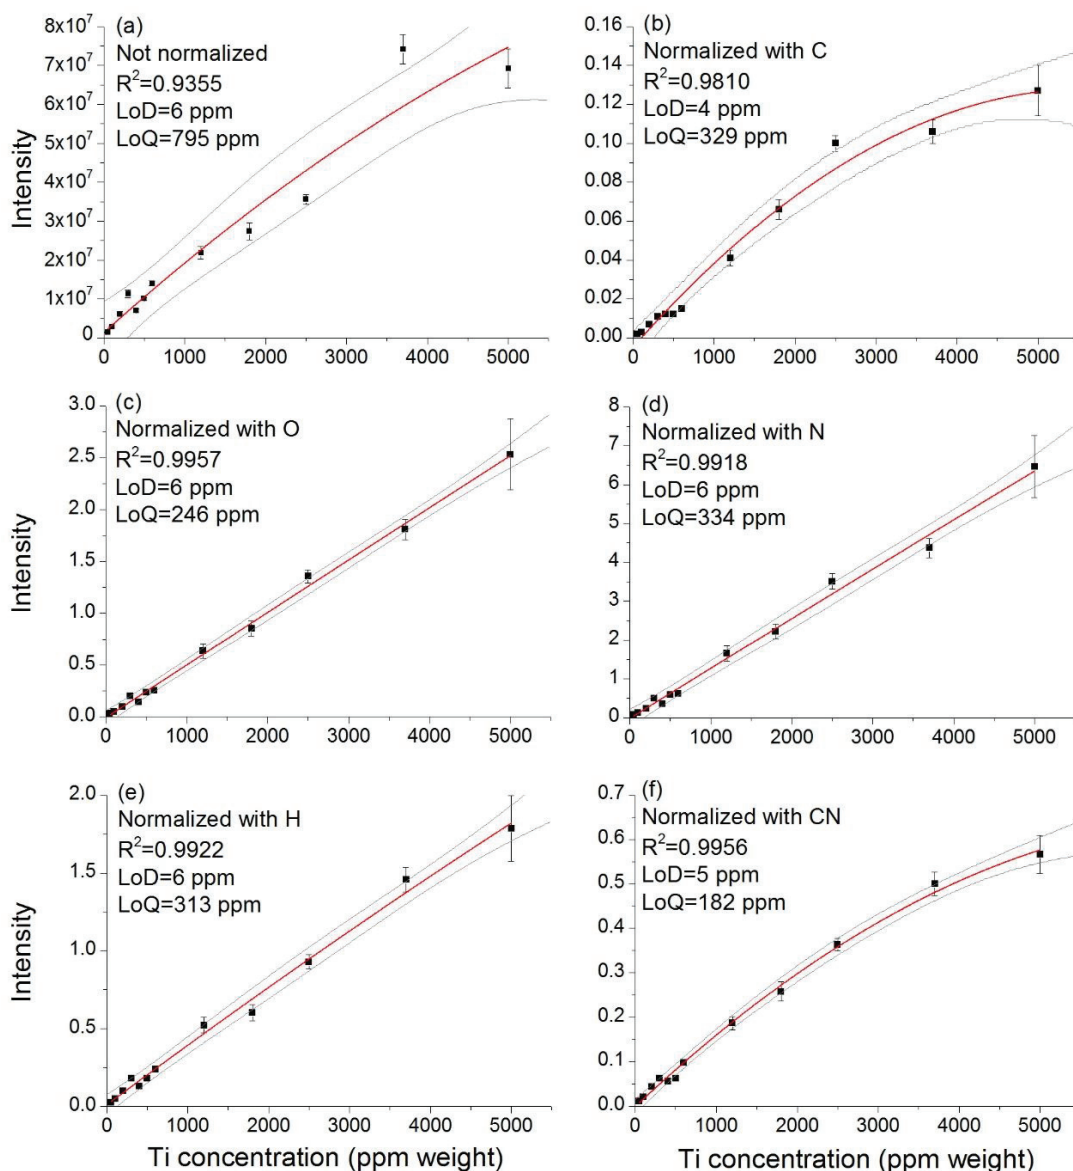 (a)
Not normalized
R²=0.9355
LoD=6 ppm
LoQ=795 ppm
8x10⁷
7x10⁷
6x10⁷
5x10⁷
4x10⁷
3x10⁷
2x10⁷
1x10⁷
0
Intensity
0 1000 2000 3000 4000 5000
(b)
Normalized with C
R²=0.9810
LoD=4 ppm
LoQ=329 ppm
0.16
0.14
0.12
0.10
0.08
0.06
0.04
0.02
0.00
0 1000 2000 3000 4000 5000
(c)
Normalized with O
R²=0.9957
LoD=6 ppm
LoQ=246 ppm
3.0
2.5
2.0
1.5
1.0
0.5
0.0
Intensity
0 1000 2000 3000 4000 5000
(d)
Normalized with N
R²=0.9918
LoD=6 ppm
LoQ=334 ppm
8
7
6
5
4
3
2
1
0
0 1000 2000 3000 4000 5000
(e)
Normalized with H
R²=0.9922
LoD=6 ppm
LoQ=313 ppm
2.0
1.5
1.0
0.5
0.0
Intensity
0 1000 2000 3000 4000 5000
Ti concentration (ppm weight)
(f)
Normalized with CN
R²=0.9956
LoD=5 ppm
LoQ=182 ppm
0.7
0.6
0.5
0.4
0.3
0.2
0.1
0.0
0 1000 2000 3000 4000 5000
Ti concentration (ppm weight)